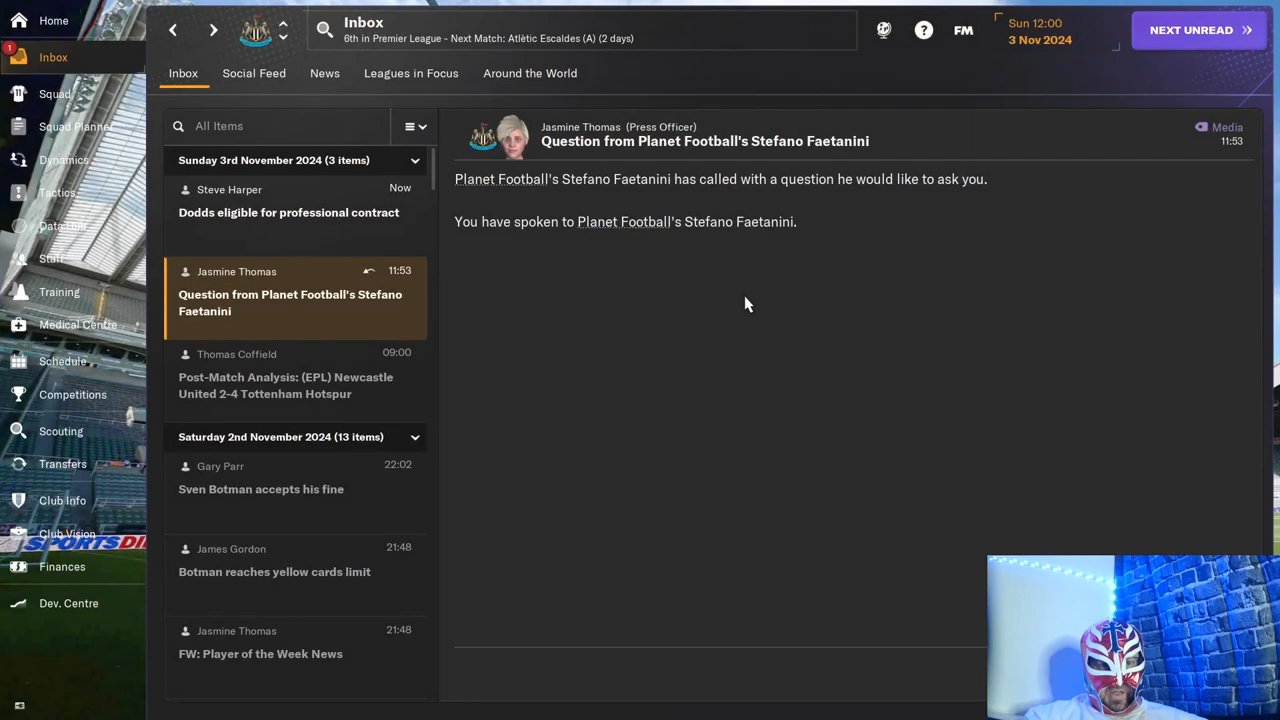 Home
1
Inbox
Squad
Squad Planner
Dynamics
Tactics
Data Hub
Staff
Training
Medical Centre
Schedule
Competitions
Scouting
Transfers
Club Info
Club Vision
Finances
Dev. Centre
SPORTSDI
Inbox
6th in Premier League - Next Match: Atlètic Escaldes (A) (2 days)
?
FM
Sun 12:00
3 Nov 2024
NEXT UNREAD
Inbox
Social Feed
News
Leagues in Focus
Around the World
All Items
Sunday 3rd November 2024 (3 items)
Steve Harper
Now
Dodds eligible for professional contract
Jasmine Thomas
11:53
Question from Planet Football's Stefano
Faetanini
Thomas Coffield
09:00
Post-Match Analysis: (EPL) Newcastle
United 2-4 Tottenham Hotspur
Saturday 2nd November 2024 (13 items)
Gary Parr
22:02
Sven Botman accepts his fine
James Gordon
21:48
Botman reaches yellow cards limit
Jasmine Thomas
21:48
FW: Player of the Week News
Jasmine Thomas (Press Officer)
Question from Planet Football's Stefano Faetanini
Media
11:53
Planet Football's Stefano Faetanini has called with a question he would like to ask you.
You have spoken to Planet Football's Stefano Faetanini.